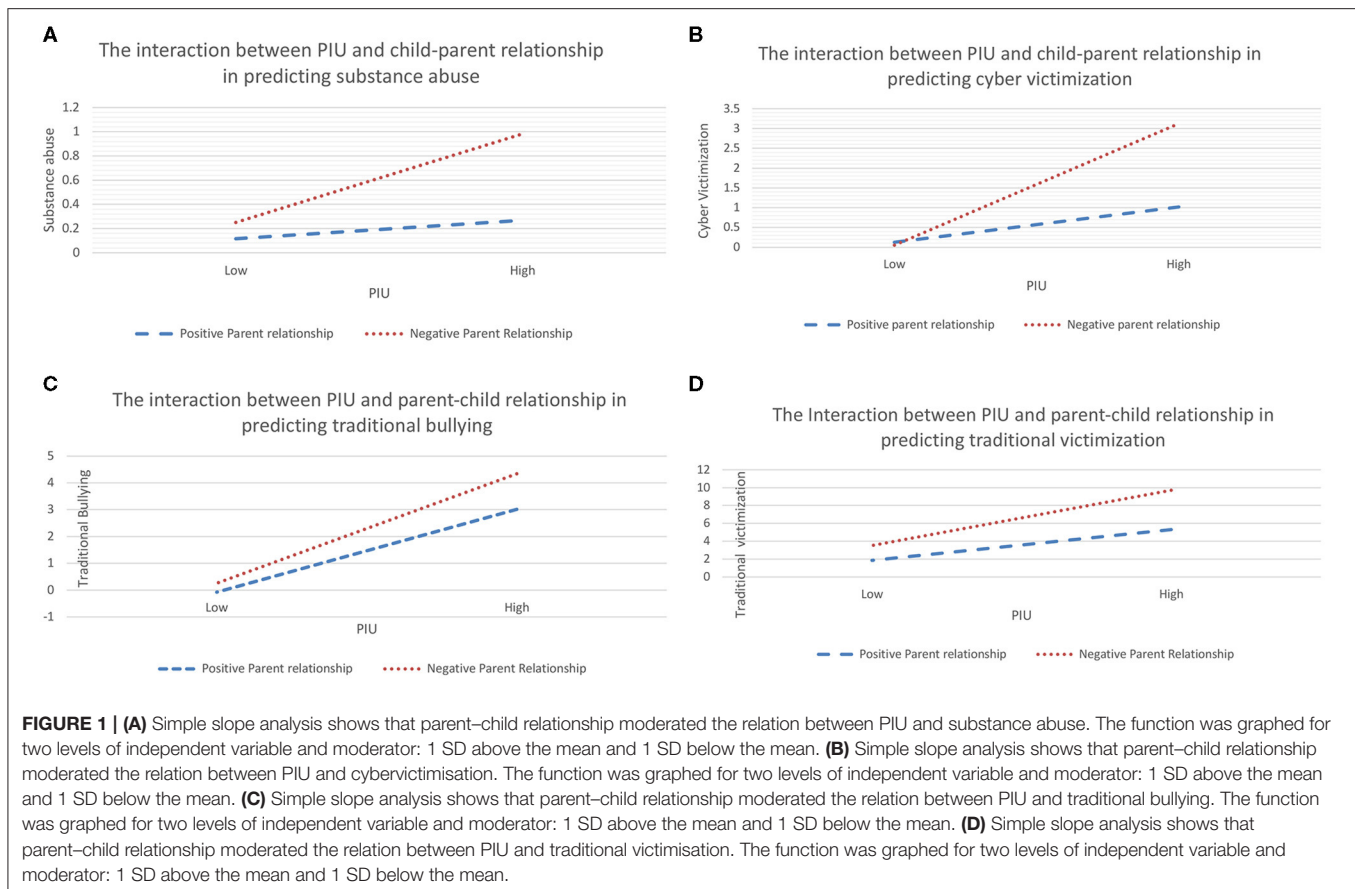 A
The interaction between PIU and child-parent relationship
in predicting substance abuse
1.2
1
0.8
0.6
0.4
0.2
0
Substance abuse
Low
High
PIU
Positive Parent relationship
Negative Parent Relationship
B
The interaction between PIU and child-parent relationship in
predicting cyber victimization
3.5
3
2.5
2
1.5
1
0.5
0
Cyber Victimization
Low
High
PIU
Positive parent relationship
Negative parent relationship
C
The interaction between PIU and parent-child relationship in
predicting traditional bullying
5
4
3
2
1
0
-1
Traditional Bullying
Low
High
PIU
Positive Parent relationship
Negative Parent Relationship
D
The Interaction between PIU and parent-child relationship in
predicting traditional victimization
12
10
8
6
4
2
0
Traditional victimization
Low
High
PIU
Positive Parent relationship
Negative Parent Relationship
FIGURE 1 | (A) Simple slope analysis shows that parent–child relationship moderated the relation between PIU and substance abuse. The function was graphed for
two levels of independent variable and moderator: 1 SD above the mean and 1 SD below the mean. (B) Simple slope analysis shows that parent–child relationship
moderated the relation between PIU and cybervictimisation. The function was graphed for two levels of independent variable and moderator: 1 SD above the mean
and 1 SD below the mean. (C) Simple slope analysis shows that parent–child relationship moderated the relation between PIU and traditional bullying. The function
was graphed for two levels of independent variable and moderator: 1 SD above the mean and 1 SD below the mean. (D) Simple slope analysis shows that
parent–child relationship moderated the relation between PIU and traditional victimisation. The function was graphed for two levels of independent variable and
moderator: 1 SD above the mean and 1 SD below the mean.